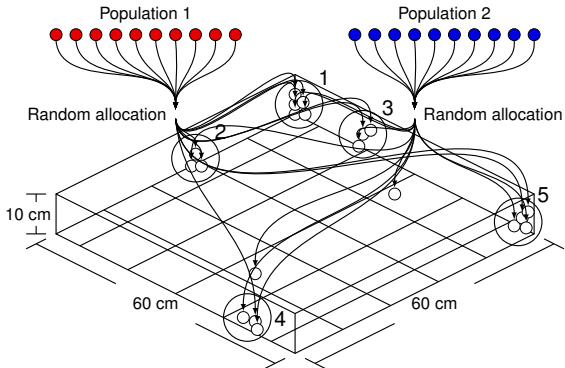 Population 1
Population 2
Random allocation
Random allocation
1
2
3
4
5
10 cm
60 cm
60 cm